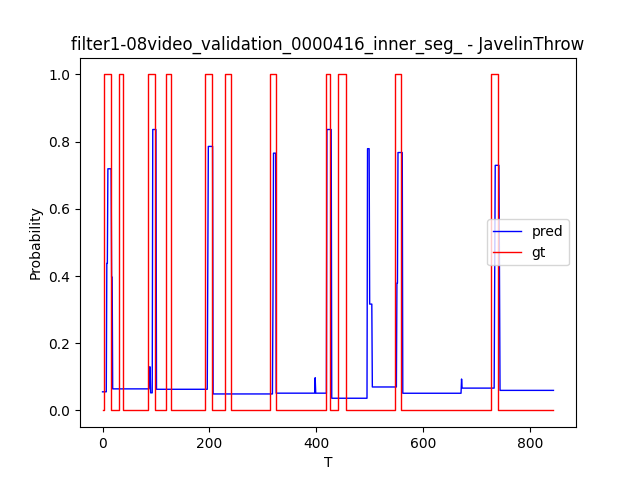 filter1-08video_validation_0000416_inner_seg_ - JavelinThrow
1.0
0.8
0.6
0.4
0.2
0.0
Probability
pred
gt
0 200 400 600 800
T